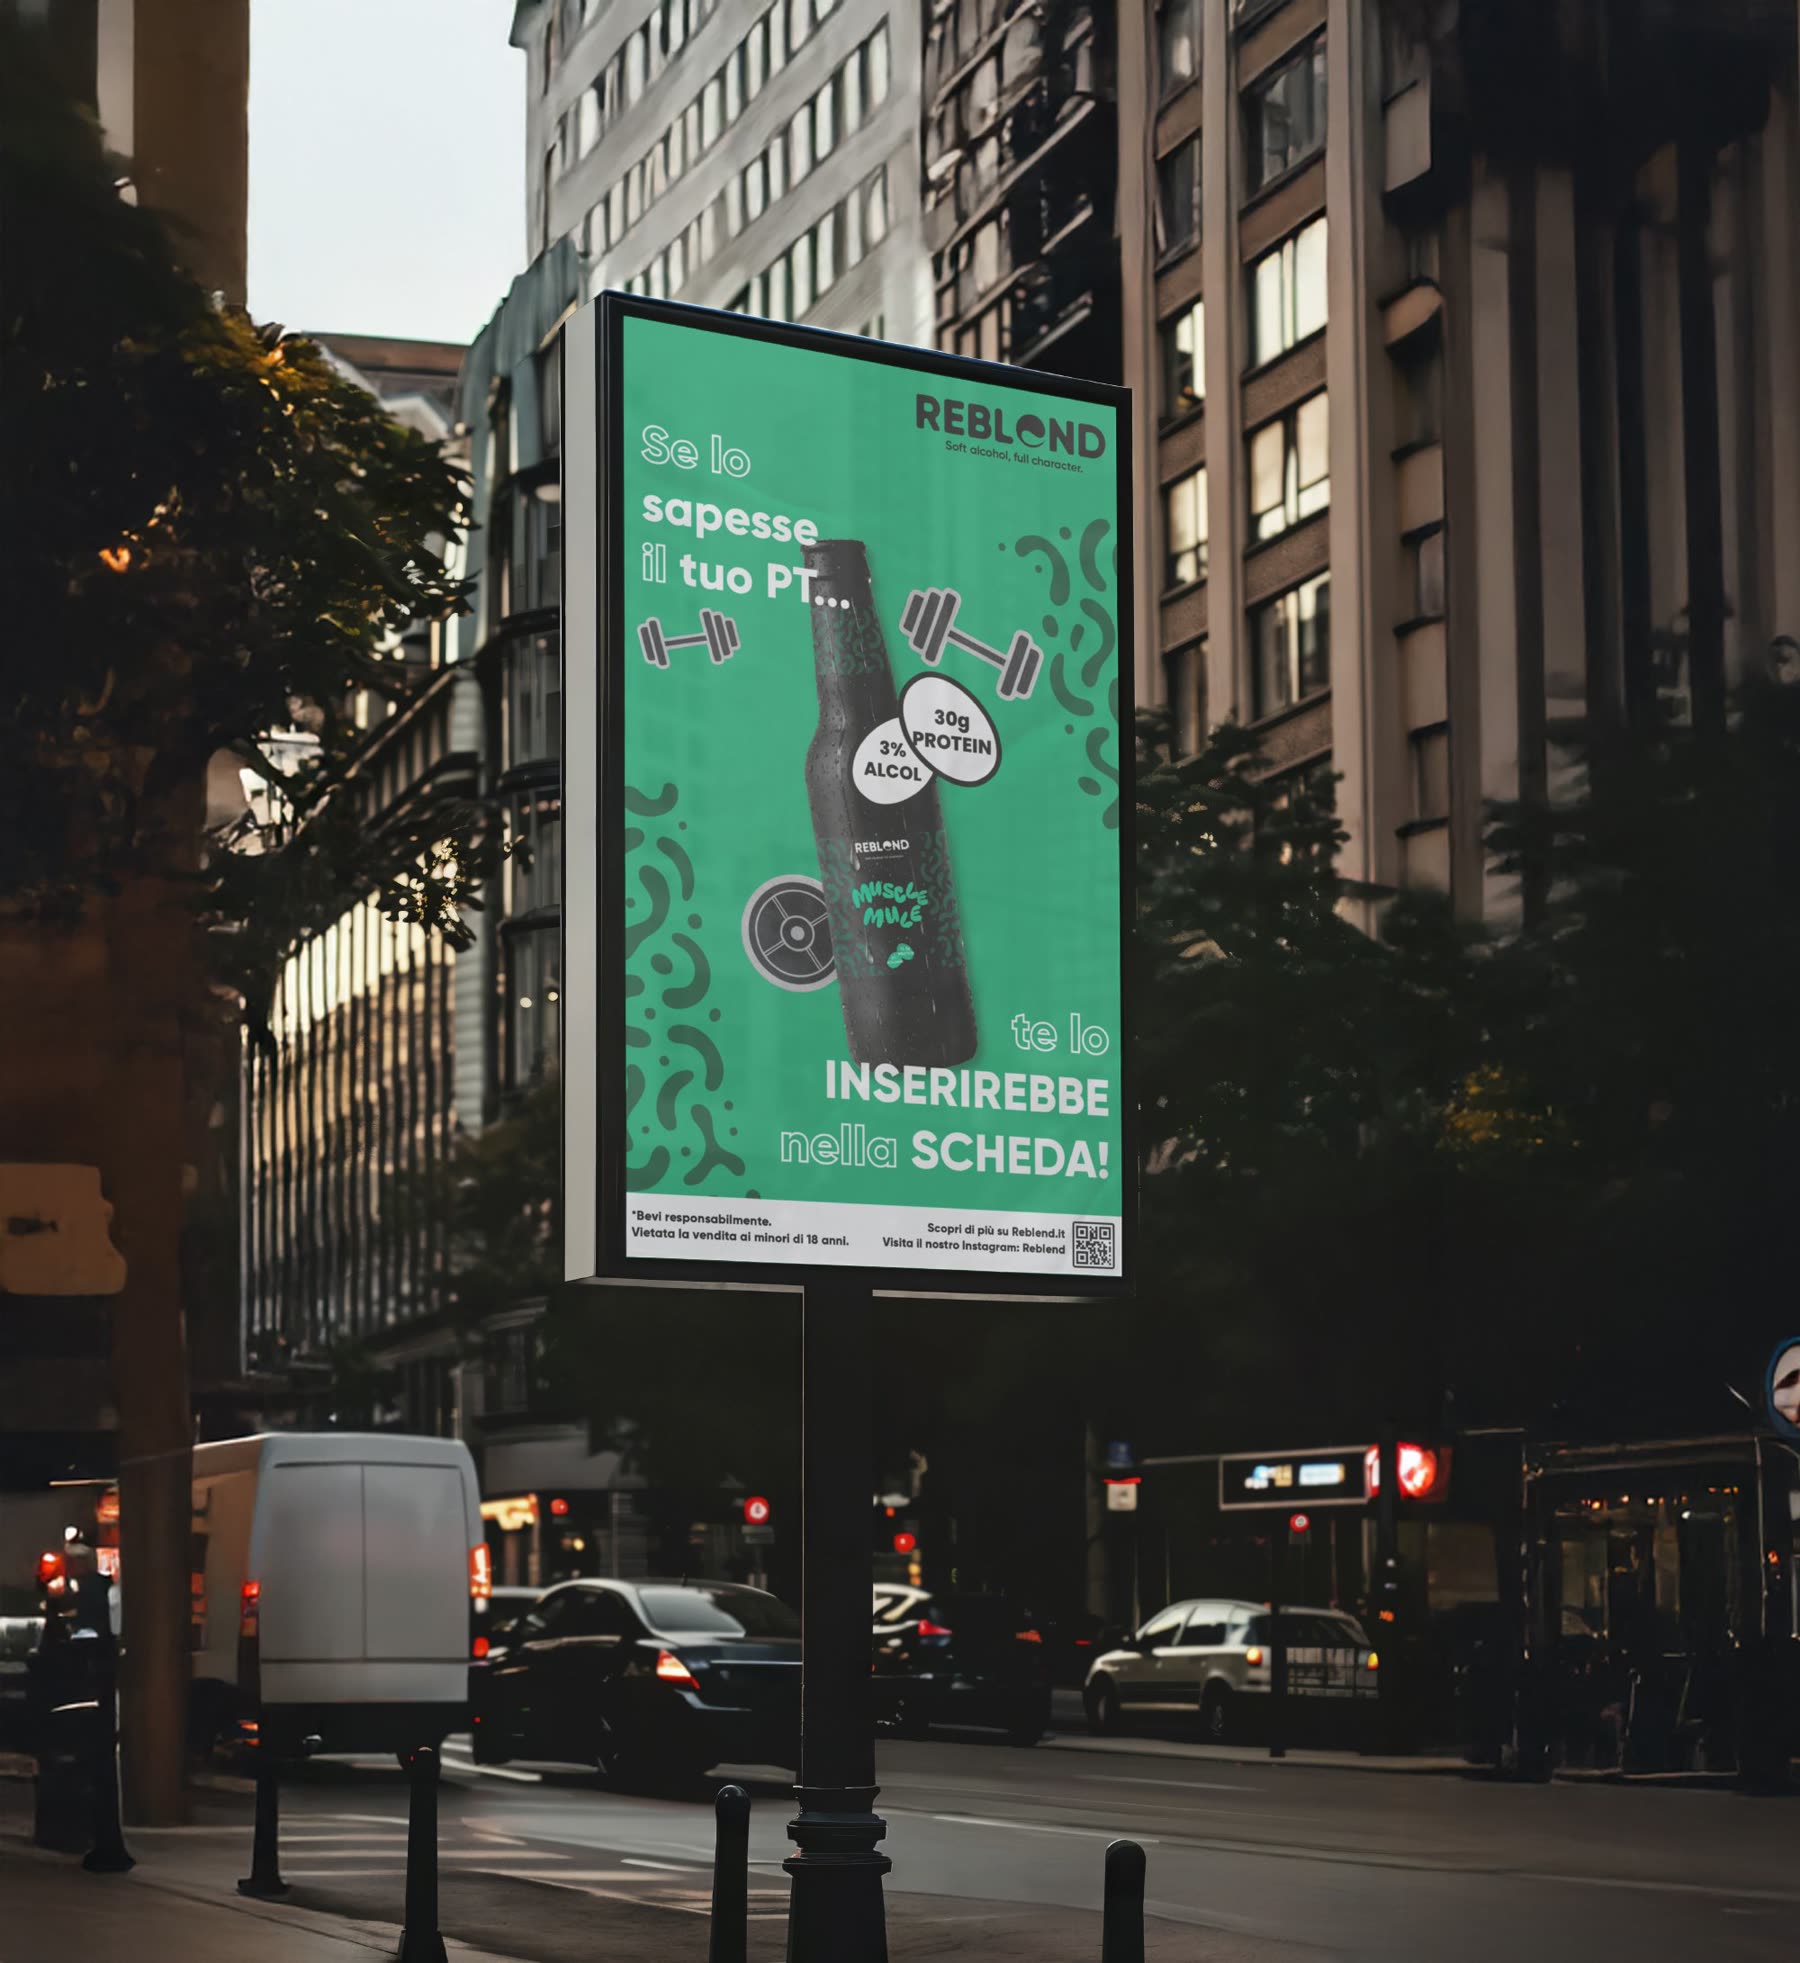 REBLEND
Soft alcohol, full character.
Se lo
sapesse
il tuo PT...
30g
PROTEIN
3%
ALCOL
REBLEND
MUSCLE
MULE
te lo
INSERIREBBE
nella SCHEDA!
*Bevi responsabilmente.
Vietata la vendita ai minori di 18 anni.
Scopri di più su Reblend.it
Visita il nostro Instagram: Reblend